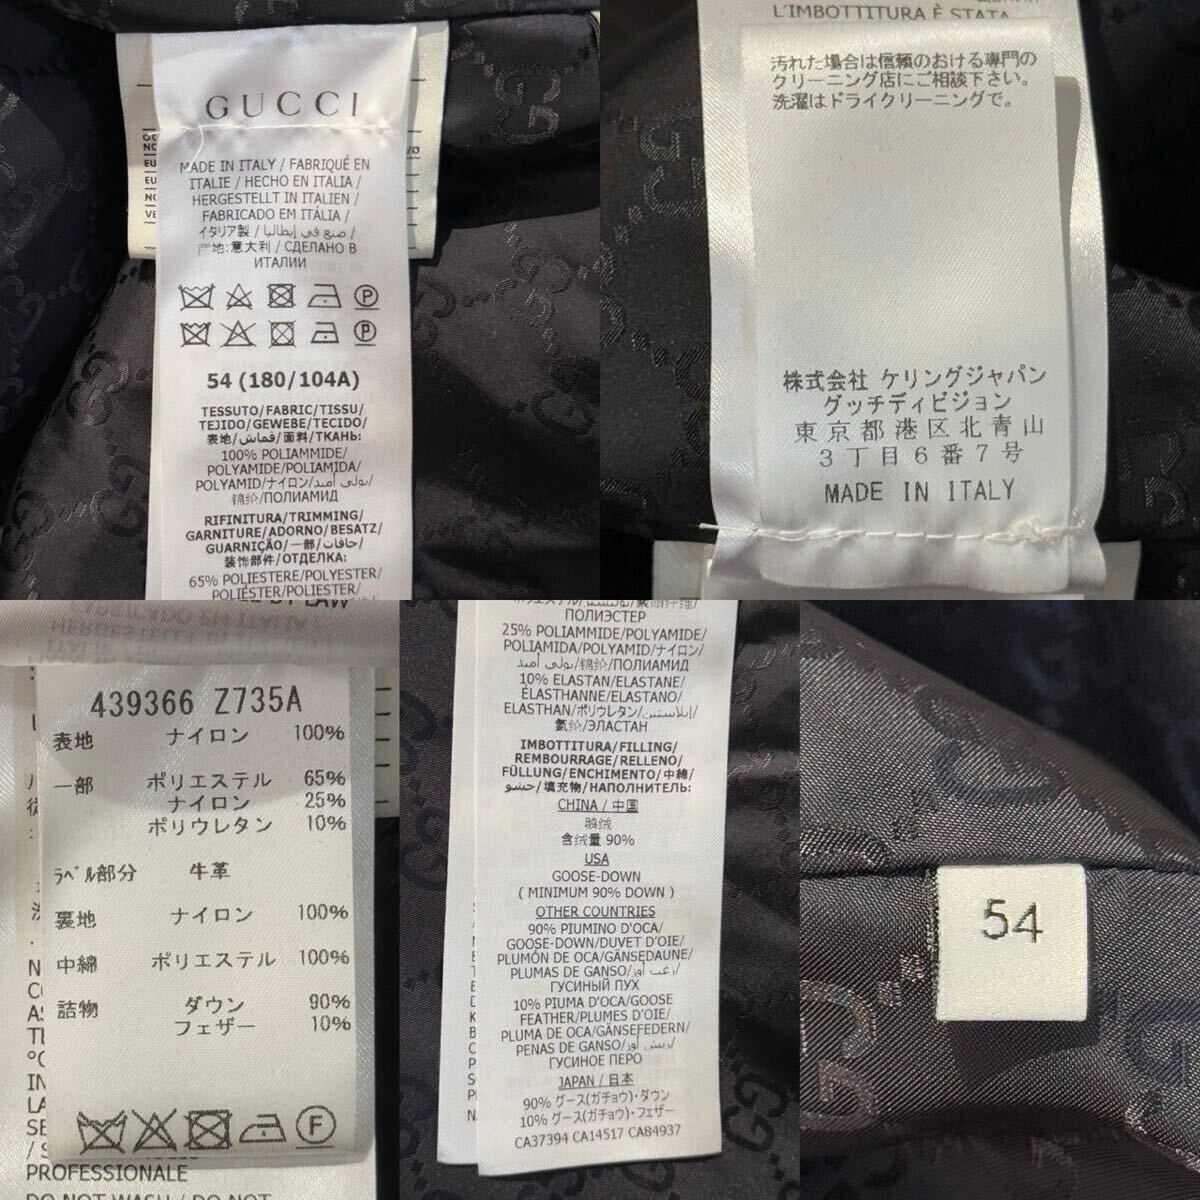 GUCCI
MADE IN ITALY / FABRIQUÉ EN
ITALIE / HECHO EN ITALIA /
HERGESTELLT IN ITALIEN /
FABRICADO EM ITÁLIA /
イタリア製 / صنع في إيطاليا /
产地:意大利 / СДЕЛАНО В
ИТАЛИИ
54 (180/104A)
TESSUTO/FABRIC/TISSU/
TEJIDO/GEWEBE/TECIDO/
表地/قماش/面料/ТКАНЬ:
100% POLIAMMIDE/
POLYAMIDE/POLIAMIDA/
POLYAMID/ナイロン/بولي أميد/
锦纶/ПОЛИАМИД
RIFINITURA/TRIMMING/
GARNITURE/ADORNO/BESATZ/
GUARNIÇÃO/一部/حافات/
装饰部件/ОТДЕЛКА:
65% POLIESTERE/POLYESTER/
POLIÉSTER/POLIESTER/
L'IMBOTTITURA È STATA
汚れた場合は信頼のおける専門の
クリーニング店にご相談下さい。
洗濯はドライクリーニングで。
株式会社 ケリングジャパン
グッチディビジョン
東京都港区北青山
3丁目6番7号
MADE IN ITALY
439366 Z735A
表地 ナイロン 100%
一部 ポリエステル 65%
ナイロン 25%
ポリウレタン 10%
ラベル部分 牛革
裏地 ナイロン 100%
中綿 ポリエステル 100%
詰物 ダウン 90%
フェザー 10%
F
PROFESSIONALE
DO NOT WASH / DO NOT
ПОЛИЭСТЕР
25% POLIAMMIDE/POLYAMIDE/
POLIAMIDA/POLYAMID/ナイロン/
بولي أميد/锦纶/ПОЛИАМИД
10% ELASTAN/ELASTANE/
ÉLASTHANNE/ELASTANO/
ELASTHAN/ポリウレタン/إيلاستين/
氨纶/ЭЛАСТАН
IMBOTTITURA/FILLING/
REMBOURRAGE/RELLENO/
FÜLLUNG/ENCHIMENTO/中綿/
حشو/填充物/НАПОЛНИТЕЛЬ:
CHINA / 中国
鹅绒
含绒量 90%
USA
GOOSE-DOWN
( MINIMUM 90% DOWN )
OTHER COUNTRIES
90% PIUMINO D'OCA/
GOOSE-DOWN/DUVET D'OIE/
PLUMÓN DE OCA/GÄNSEDAUNE/
PLUMAS DE GANSO/زغب أوز/
ГУСИНЫЙ ПУХ
10% PIUMA D'OCA/GOOSE
FEATHER/PLUMES D'OIE/
PLUMA DE OCA/GÄNSEFEDERN/
PENAS DE GANSO/ريش أوز/
ГУСИНОЕ ПЕРО
JAPAN / 日本
90% グース(ガチョウ)・ダウン
10% グース(ガチョウ)・フェザー
CA37394 CA14517 CA84937
54